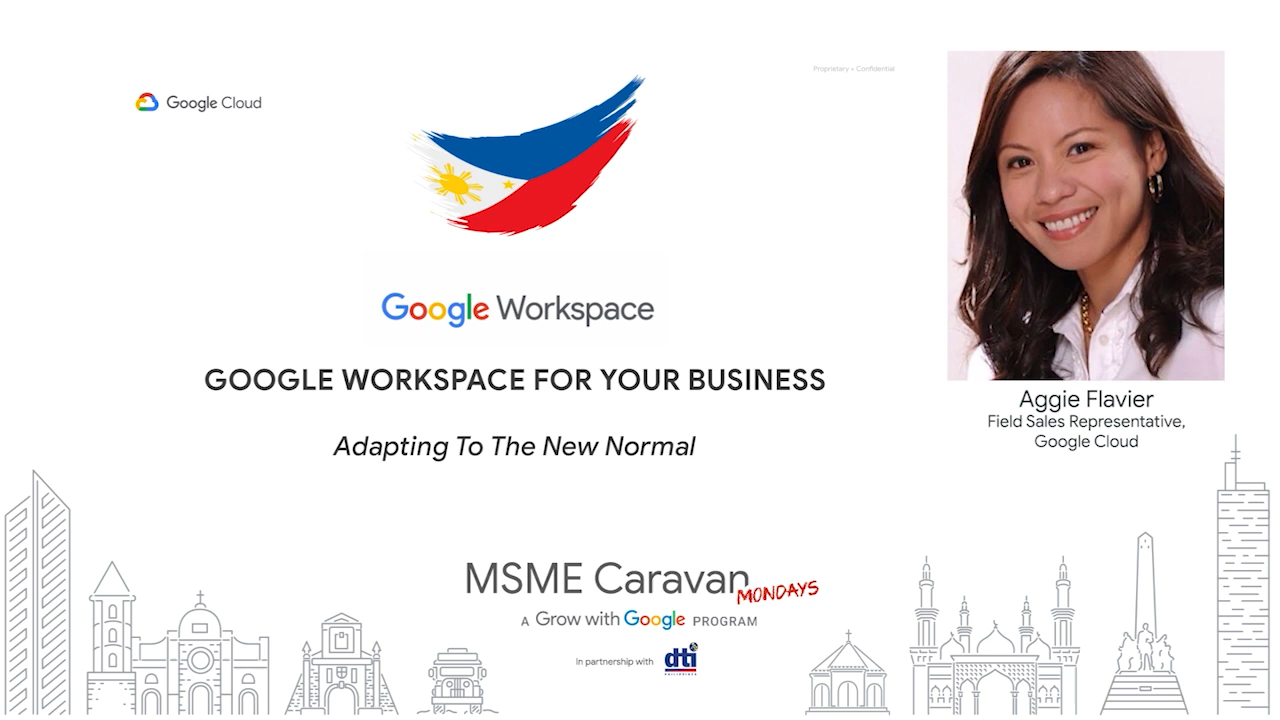 Proprietary + Confidential
Google Cloud
Google Workspace
GOOGLE WORKSPACE FOR YOUR BUSINESS
Adapting To The New Normal
Aggie Flavier
Field Sales Representative,
Google Cloud
MSME Caravan
MONDAYS
A Grow with Google PROGRAM
In partnership with dti
PHILIPPINES